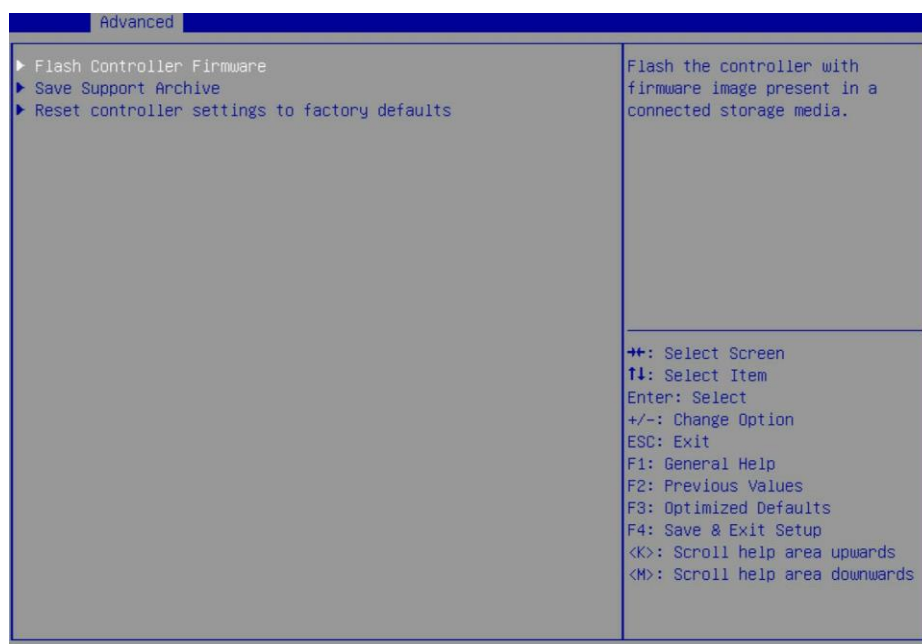 Advanced
▶ Flash Controller Firmware
▶ Save Support Archive
▶ Reset controller settings to factory defaults
Flash the controller with
firmware image present in a
connected storage media.
→←: Select Screen
↑↓: Select Item
Enter: Select
+/-: Change Option
ESC: Exit
F1: General Help
F2: Previous Values
F3: Optimized Defaults
F4: Save & Exit Setup
<K>: Scroll help area upwards
<M>: Scroll help area downwards